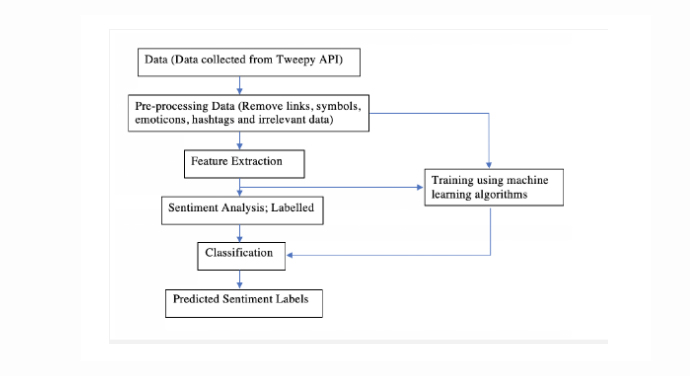 Data (Data collected from Tweepy API)
Pre-processing Data (Remove links, symbols,
emoticons, hashtags and irrelevant data)
Feature Extraction
Training using machine
learning algorithms
Sentiment Analysis; Labelled
Classification
Predicted Sentiment Labels